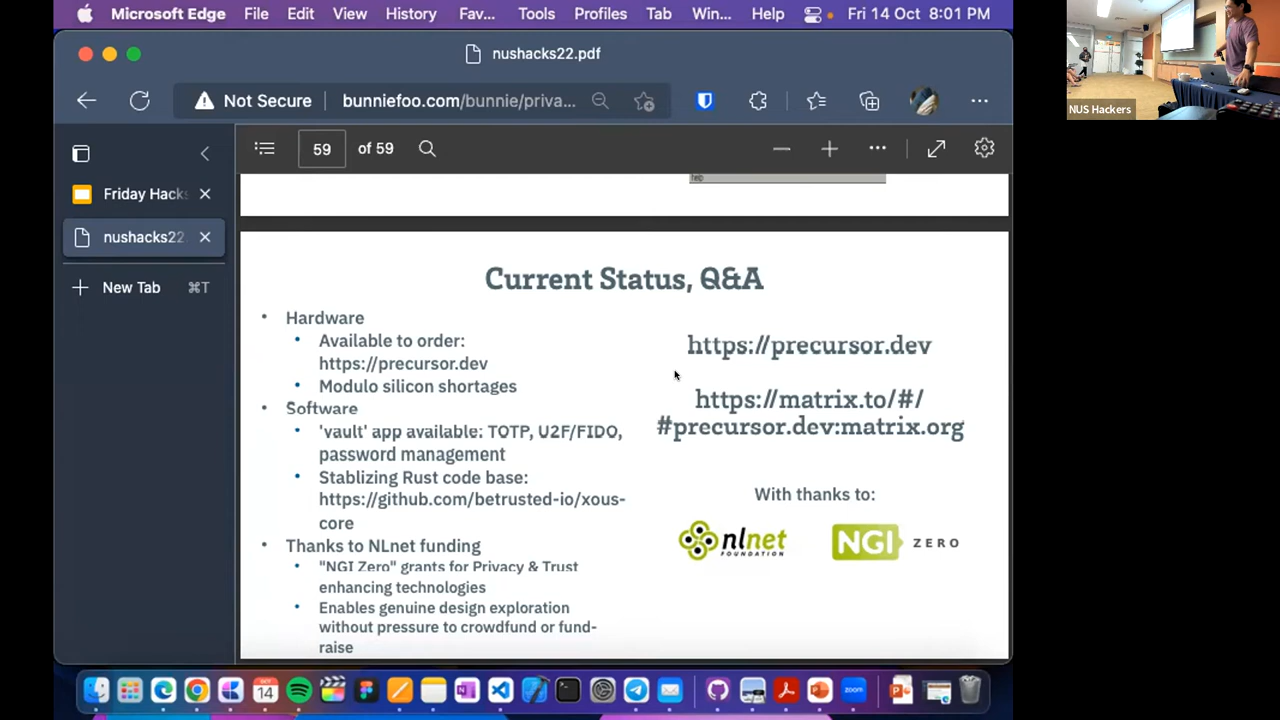 Microsoft Edge File Edit View History Fav... Tools Profiles Tab Win... Help Fri 14 Oct 8:01 PM
nushacks22.pdf
Not Secure bunniefoo.com/bunnie/priva...
59 of 59
Friday Hacks
nushacks22.
New Tab ⌘T
help
Current Status, Q&A
• Hardware
• Available to order:
https://precursor.dev
• Modulo silicon shortages
• Software
• 'vault' app available: TOTP, U2F/FIDO,
password management
• Stablizing Rust code base:
https://github.com/betrusted-io/xous-
core
• Thanks to NLnet funding
• "NGI Zero" grants for Privacy & Trust
enhancing technologies
• Enables genuine design exploration
without pressure to crowdfund or fund-
raise
https://precursor.dev
https://matrix.to/#/
#precursor.dev:matrix.org
With thanks to:
nlnet
FOUNDATION
NGI ZERO
OCT
14
zoom
NUS Hackers